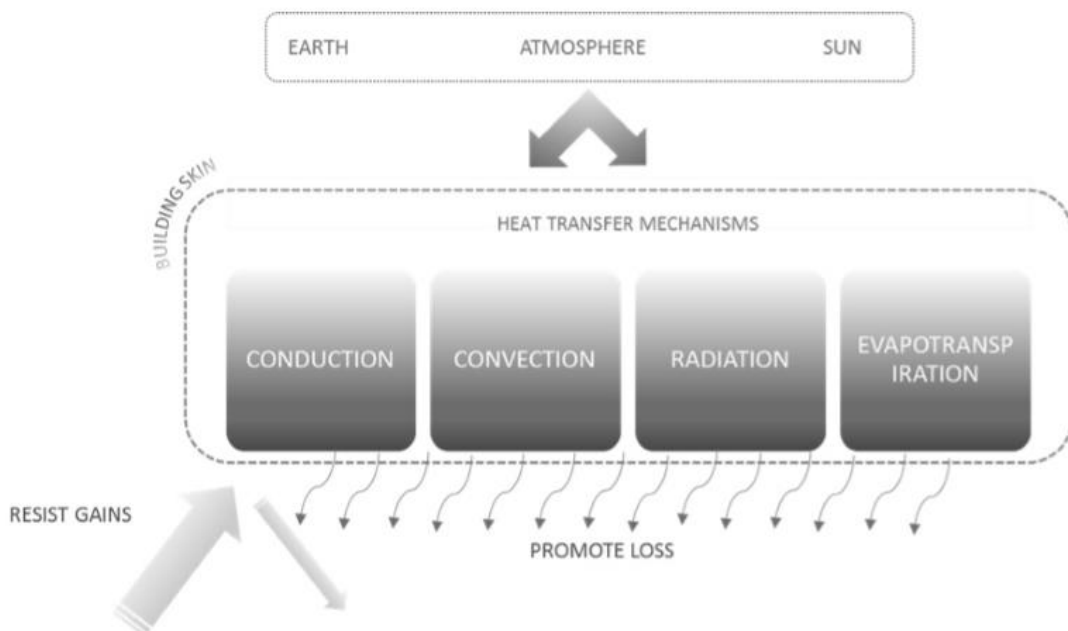 EARTH ATMOSPHERE SUN
BUILDING SKIN
HEAT TRANSFER MECHANISMS
CONDUCTION
CONVECTION
RADIATION
EVAPOTRANSP
IRATION
RESIST GAINS
PROMOTE LOSS